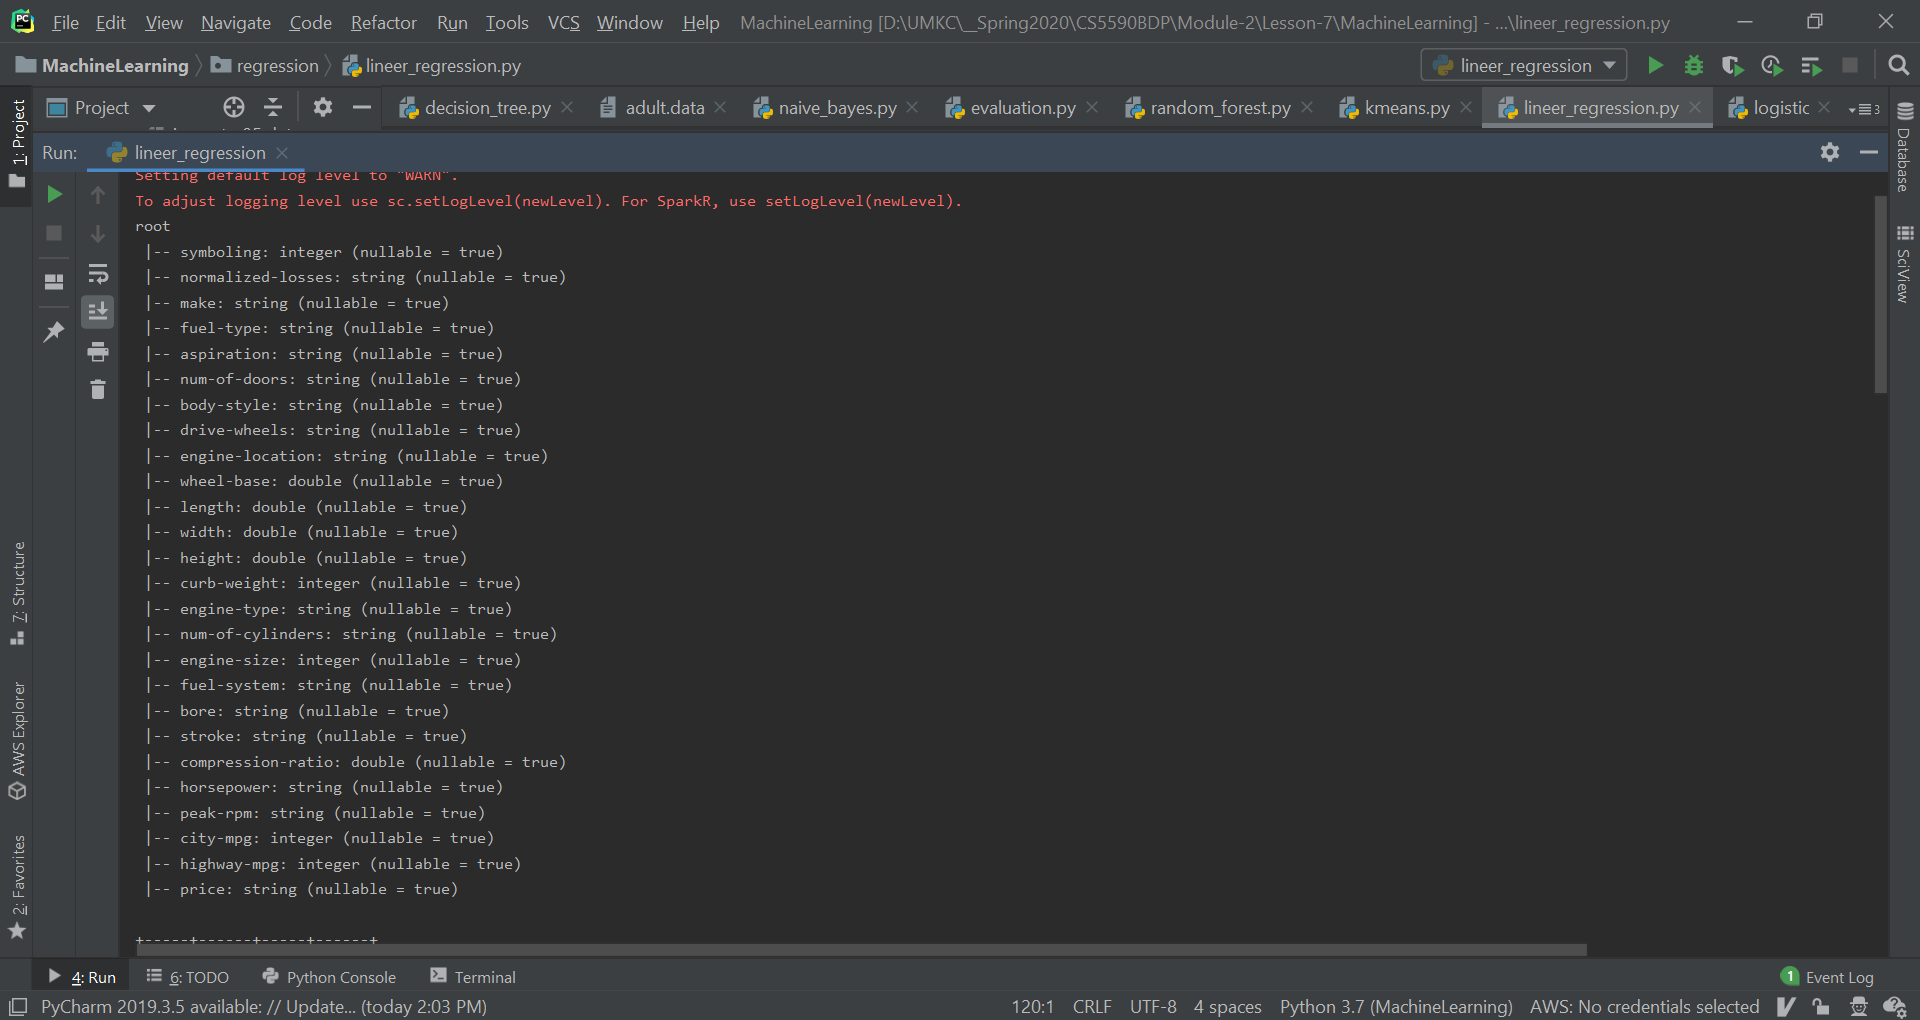 PC File Edit View Navigate Code Refactor Run Tools VCS Window Help MachineLearning [D:\UMKC\__Spring2020\CS5590BDP\Module-2\Lesson-7\MachineLearning] - ...\lineer_regression.py
MachineLearning regression lineer_regression.py lineer_regression
Project decision_tree.py adult.data naive_bayes.py evaluation.py random_forest.py kmeans.py lineer_regression.py logistic 3
1: Project
Run: lineer_regression
Setting default log level to "WARN".
To adjust logging level use sc.setLogLevel(newLevel). For SparkR, use setLogLevel(newLevel).
root
|-- symboling: integer (nullable = true)
|-- normalized-losses: string (nullable = true)
|-- make: string (nullable = true)
|-- fuel-type: string (nullable = true)
|-- aspiration: string (nullable = true)
|-- num-of-doors: string (nullable = true)
|-- body-style: string (nullable = true)
|-- drive-wheels: string (nullable = true)
|-- engine-location: string (nullable = true)
|-- wheel-base: double (nullable = true)
|-- length: double (nullable = true)
|-- width: double (nullable = true)
|-- height: double (nullable = true)
|-- curb-weight: integer (nullable = true)
|-- engine-type: string (nullable = true)
|-- num-of-cylinders: string (nullable = true)
|-- engine-size: integer (nullable = true)
|-- fuel-system: string (nullable = true)
|-- bore: string (nullable = true)
|-- stroke: string (nullable = true)
|-- compression-ratio: double (nullable = true)
|-- horsepower: string (nullable = true)
|-- peak-rpm: string (nullable = true)
|-- city-mpg: integer (nullable = true)
|-- highway-mpg: integer (nullable = true)
|-- price: string (nullable = true)
+-----+------+-----+------+
7: Structure
AWS Explorer
2: Favorites
Database
SciView
4: Run 6: TODO Python Console Terminal 1 Event Log
PyCharm 2019.3.5 available: // Update... (today 2:03 PM) 120:1 CRLF UTF-8 4 spaces Python 3.7 (MachineLearning) AWS: No credentials selected